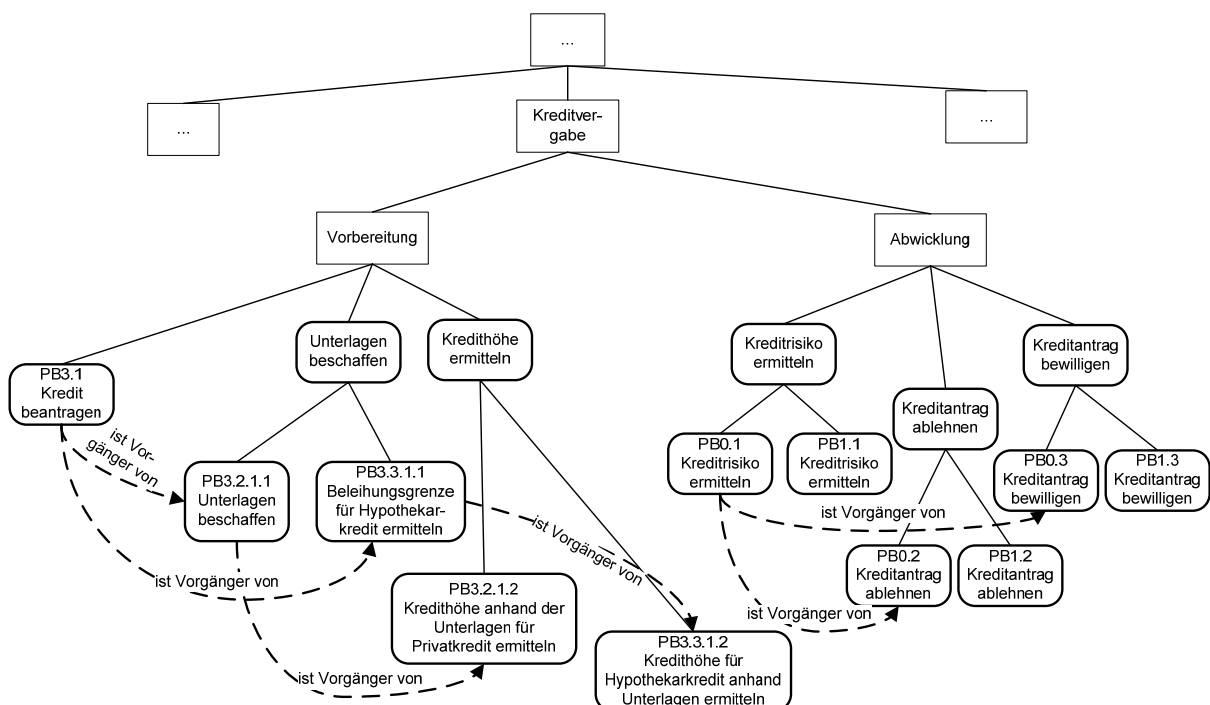 ...
...
Kreditver-
gabe
...
Vorbereitung
Abwicklung
Unterlagen
beschaffen
Kredithöhe
ermitteln
Kreditrisiko
ermitteln
Kreditantrag
bewilligen
PB3.1
Kredit
beantragen
Kreditantrag
ablehnen
ist Vor-
gänger von
PB3.2.1.1
Unterlagen
beschaffen
PB3.3.1.1
Beleihungsgrenze
für Hypothekar-
kredit ermitteln
PB0.1
Kreditrisiko
ermitteln
PB1.1
Kreditrisiko
ermitteln
PB0.3
Kreditantrag
bewilligen
PB1.3
Kreditantrag
bewilligen
ist Vorgänger von
ist Vorgänger von
ist Vorgänger von
PB0.2
Kreditantrag
ablehnen
PB1.2
Kreditantrag
ablehnen
PB3.2.1.2
Kredithöhe anhand der
Unterlagen für
Privatkredit ermitteln
ist Vorgänger von
PB3.3.1.2
Kredithöhe für
Hypothekarkredit anhand
Unterlagen ermitteln
ist Vorgänger von